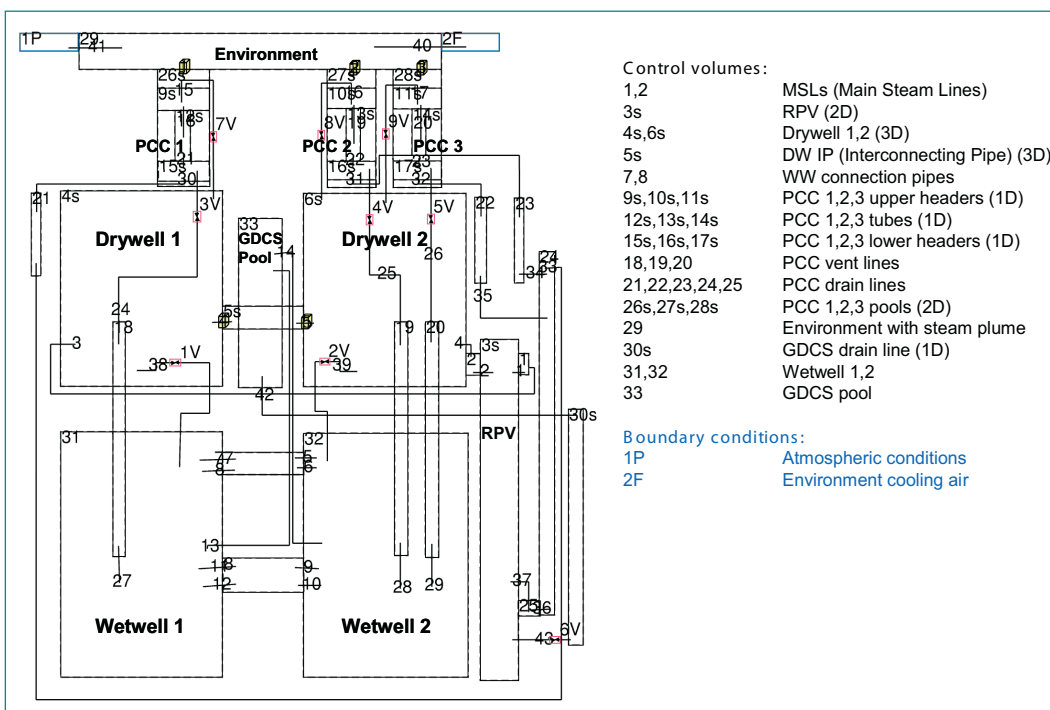 1P
29
41
Environment
40
2F
26s
15
9s
12s
16
7V
PCC 1
21
15s
30
27s
6
10s
13s
8V
19
9V
PCC 2
22
16s
31
28s
17
11s
14s
20
PCC 3
23
17s
32
21
4s
3V
Drywell 1
24
18
3
38
1V
33
GDCS
Pool
14
5s
42
6s
4V
5V
Drywell 2
26
25
19
20
2V
39
4
22
23
35
34
24
33
3s
2
2
1
1
RPV
30s
31
7
7
8
32
5
6
13
11
8
12
9
10
27
28
29
Wetwell 1
Wetwell 2
37
25
36
43
6V
Control volumes:
1,2 MSLs (Main Steam Lines)
3s RPV (2D)
4s,6s Drywell 1,2 (3D)
5s DW IP (Interconnecting Pipe) (3D)
7,8 WW connection pipes
9s,10s,11s PCC 1,2,3 upper headers (1D)
12s,13s,14s PCC 1,2,3 tubes (1D)
15s,16s,17s PCC 1,2,3 lower headers (1D)
18,19,20 PCC vent lines
21,22,23,24,25 PCC drain lines
26s,27s,28s PCC 1,2,3 pools (2D)
29 Environment with steam plume
30s GDCS drain line (1D)
31,32 Wetwell 1,2
33 GDCS pool
Boundary conditions:
1P Atmospheric conditions
2F Environment cooling air